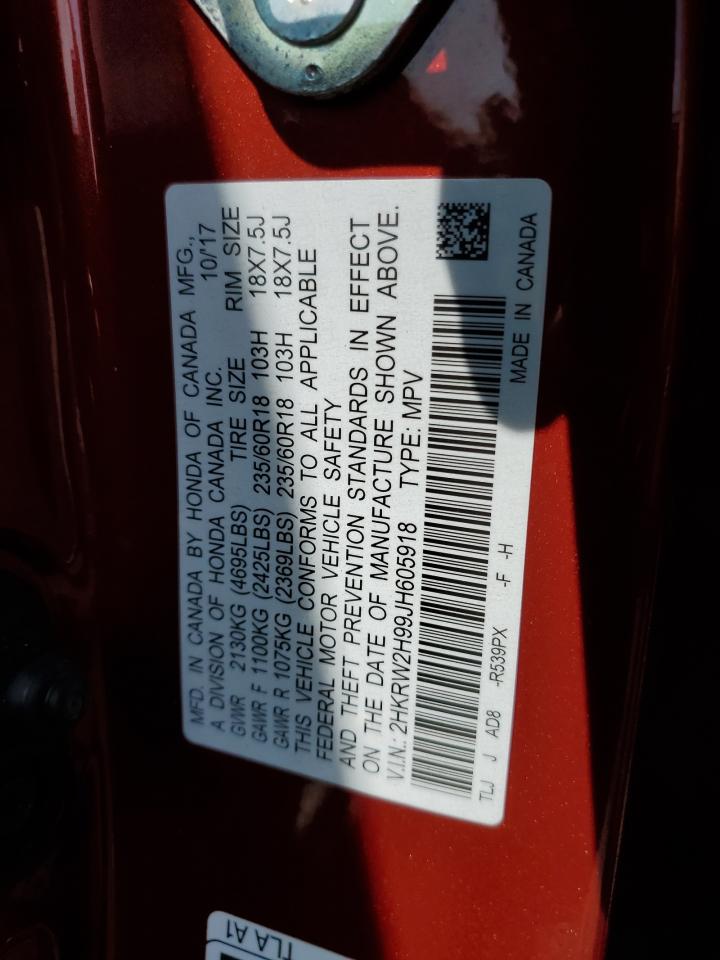 MFD. IN CANADA BY HONDA OF CANADA MFG.,
A DIVISION OF HONDA CANADA INC. 10/'17
GVWR 2130KG (4695LBS) TIRE SIZE RIM SIZE
GAWR F 1100KG (2425LBS) 235/60R18 103H 18X7.5J
GAWR R 1075KG (2369LBS) 235/60R18 103H 18X7.5J
THIS VEHICLE CONFORMS TO ALL APPLICABLE
FEDERAL MOTOR VEHICLE SAFETY
AND THEFT PREVENTION STANDARDS IN EFFECT
ON THE DATE OF MANUFACTURE SHOWN ABOVE.
V.I.N.: 2HKRW2H99JH605918 TYPE: MPV
TLJ J AD8 -R539PX -F -H MADE IN CANADA
TLA A1